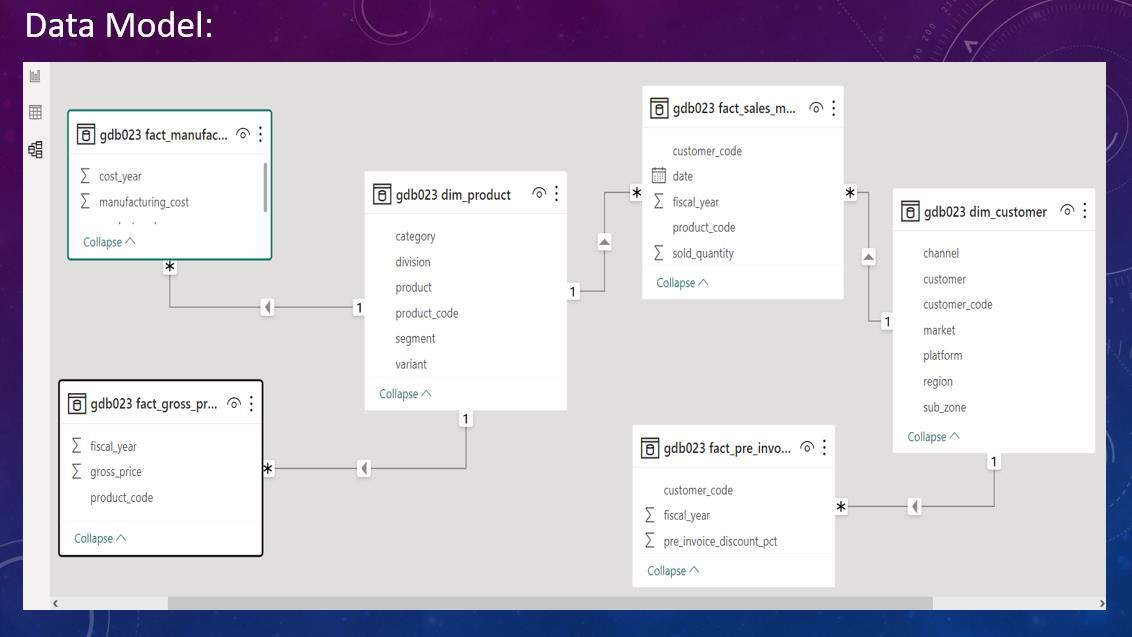 Data Model:
gdb023 fact_manufac...
cost_year
manufacturing_cost
Collapse
*
1
gdb023 fact_gross_pr...
fiscal_year
gross_price
product_code
Collapse
*
1
gdb023 dim_product
category
division
product
product_code
segment
variant
Collapse
1
*
gdb023 fact_sales_m...
customer_code
date
fiscal_year
product_code
sold_quantity
Collapse
*
1
gdb023 dim_customer
channel
customer
customer_code
market
platform
region
sub_zone
Collapse
1
*
gdb023 fact_pre_invo...
customer_code
fiscal_year
pre_invoice_discount_pct
Collapse